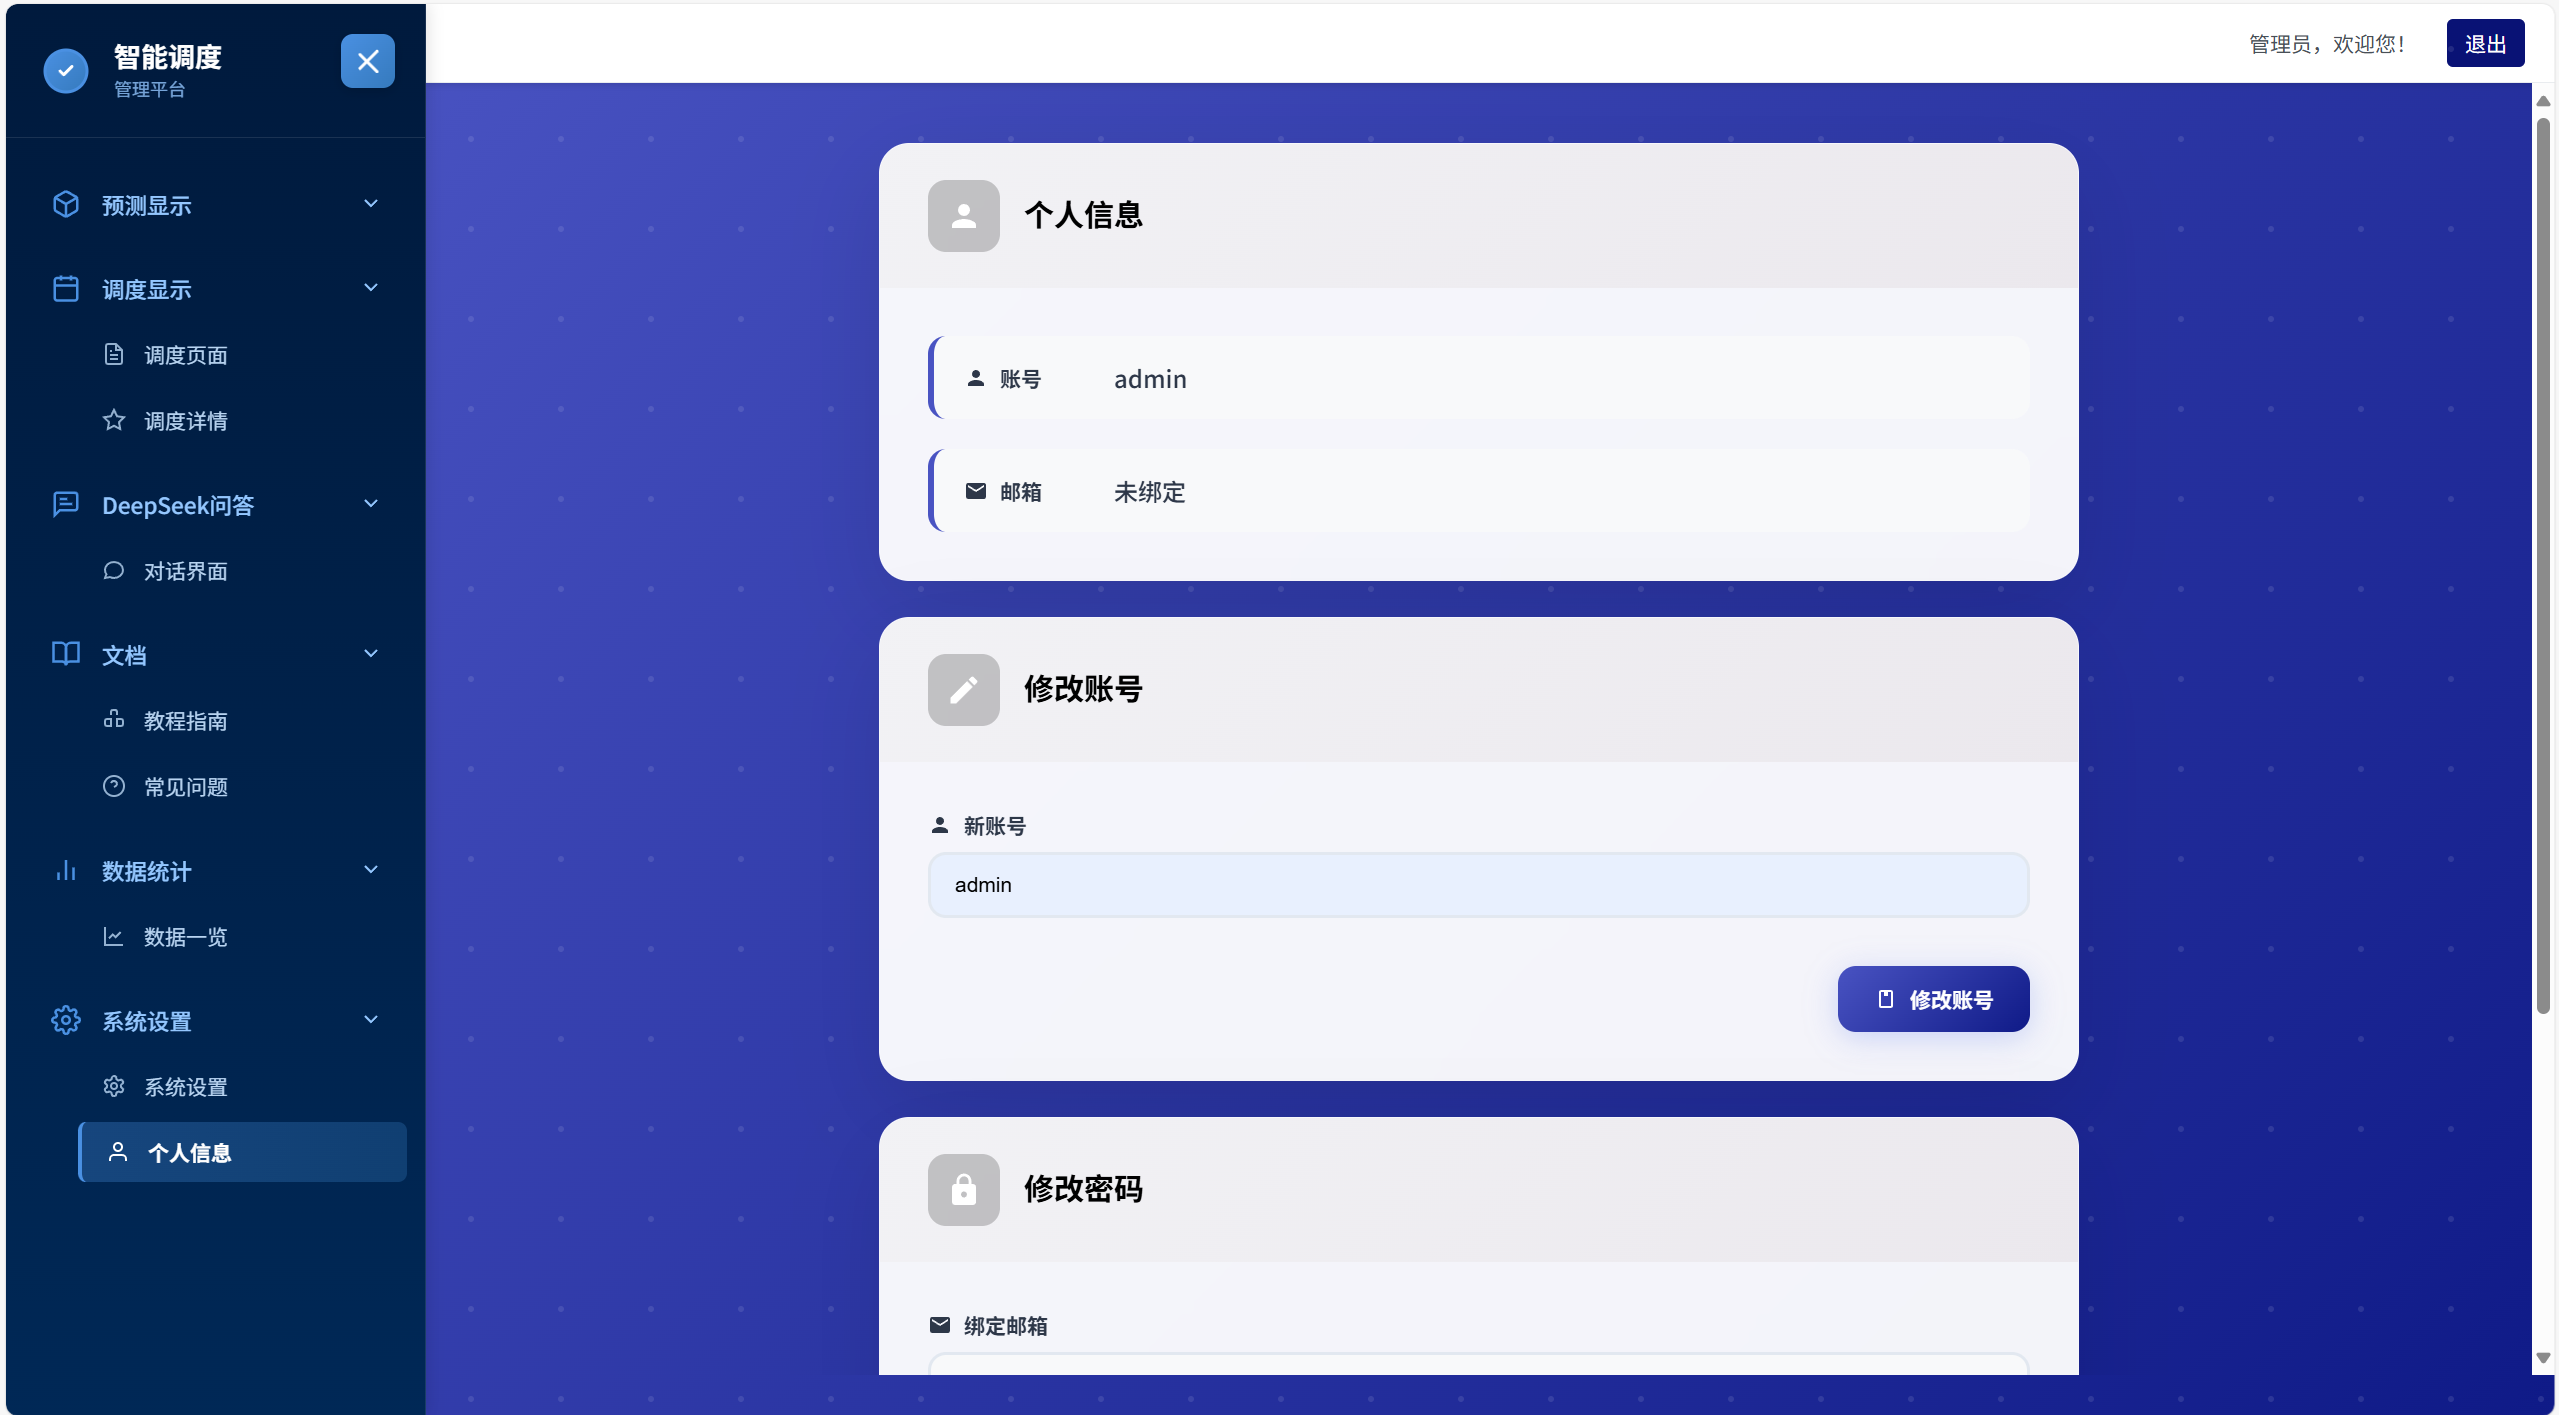 智能调度
管理平台
预测显示
调度显示
调度页面
调度详情
DeepSeek问答
对话界面
文档
教程指南
常见问题
数据统计
数据一览
系统设置
系统设置
个人信息
管理员，欢迎您！
退出
个人信息
账号
admin
邮箱
未绑定
修改账号
新账号
admin
修改账号
修改密码
绑定邮箱